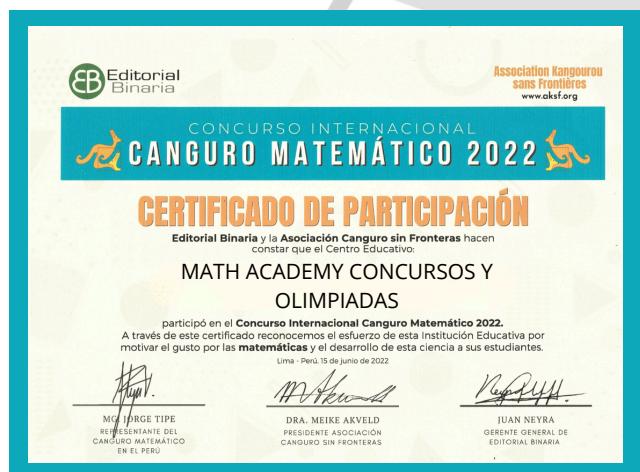 EB Editorial
Binaria
Association Kangourou
sans Frontières
www.aksf.org
CONCURSO INTERNACIONAL
CANGURO MATEMÁTICO 2022
CERTIFICADO DE PARTICIPACIÓN
Editorial Binaria y la Asociación Canguro sin Fronteras hacen
constar que el Centro Educativo:
MATH ACADEMY CONCURSOS Y
OLIMPIADAS
participó en el Concurso Internacional Canguro Matemático 2022.
A través de este certificado reconocemos el esfuerzo de esta Institución Educativa por
motivar el gusto por las matemáticas y el desarrollo de esta ciencia a sus estudiantes.
Lima - Perú. 15 de junio de 2022
MG. JORGE TIPE
REPRESENTANTE DEL
CANGURO MATEMÁTICO
EN EL PERÚ
DRA. MEIKE AKVELD
PRESIDENTE ASOCIACIÓN
CANGURO SIN FRONTERAS
JUAN NEYRA
GERENTE GENERAL DE
EDITORIAL BINARIA